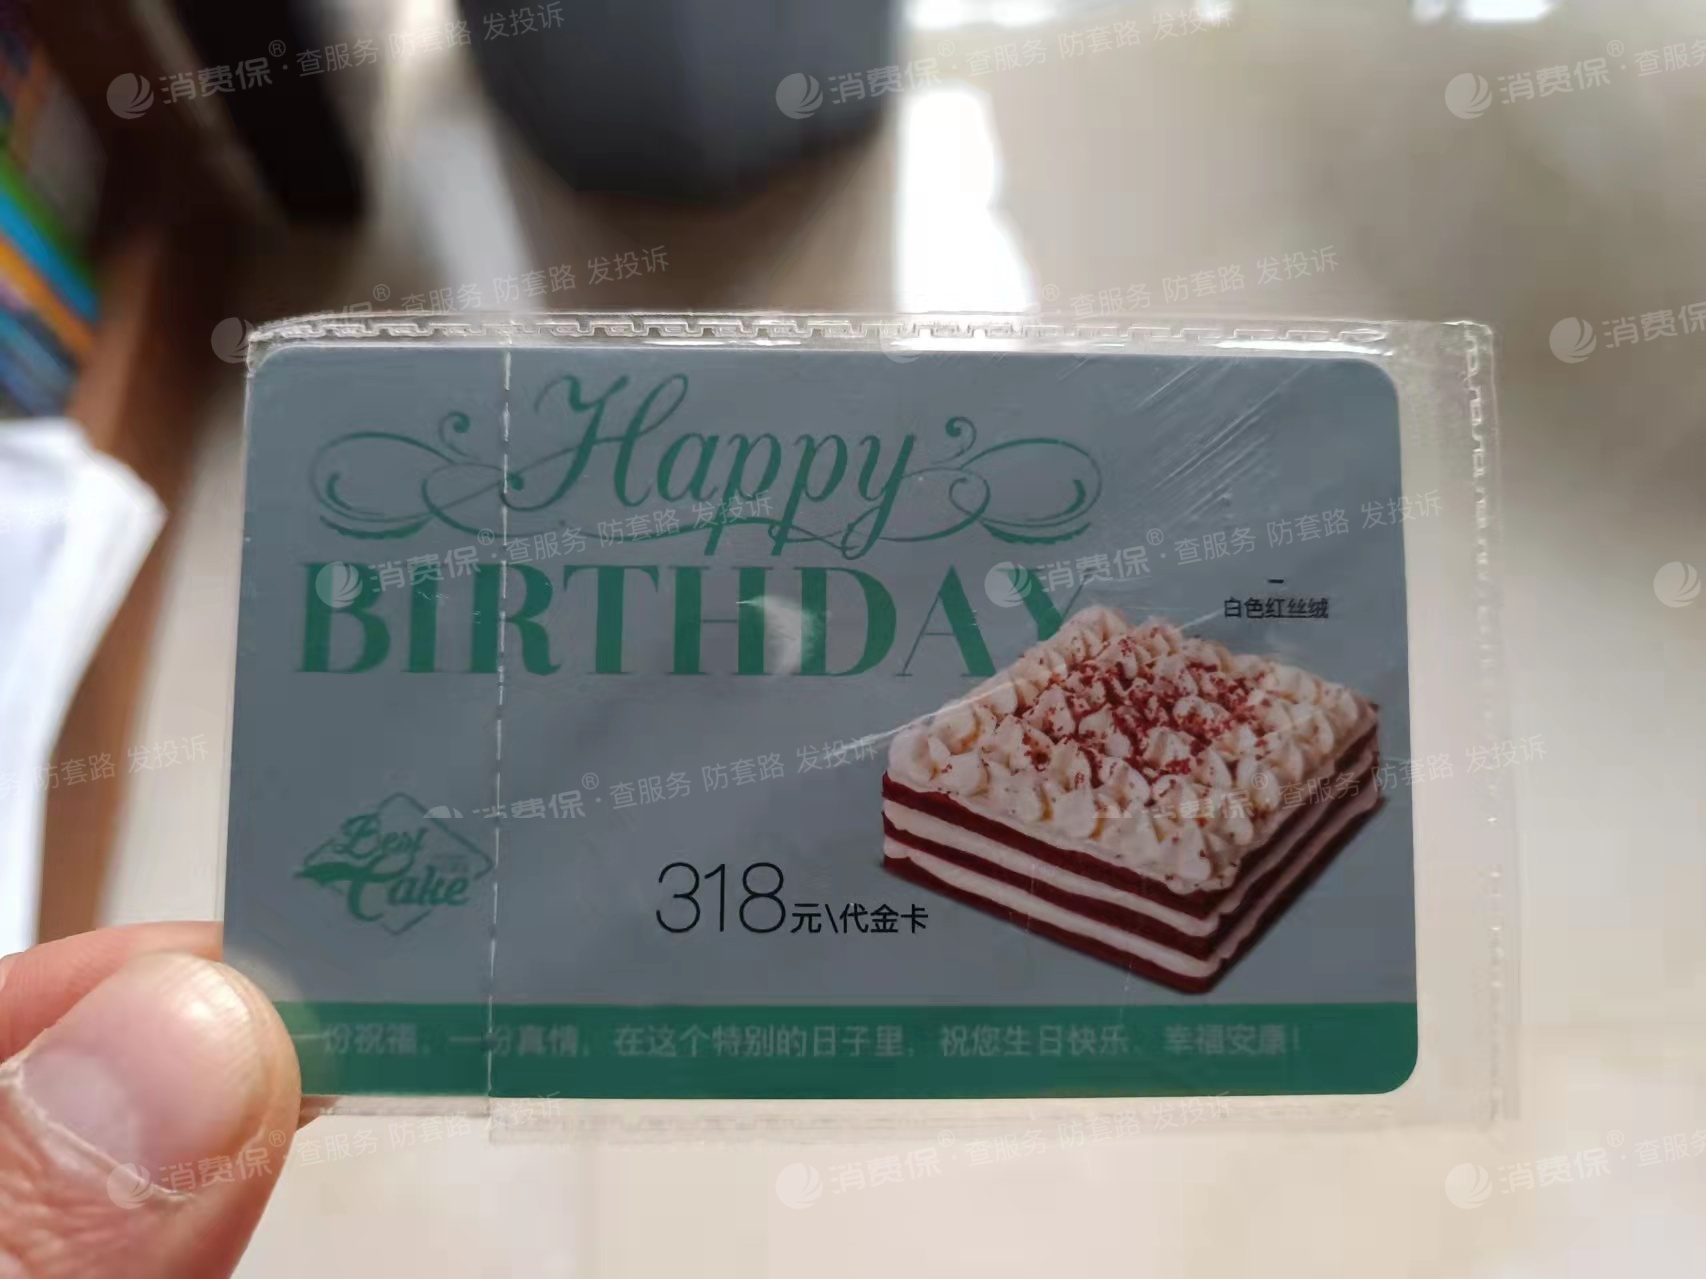 Happy
BIRTHDAY
白色红丝绒
Best
Cake
318元\代金卡
一份祝福，一份真情，在这个特别的日子里，祝您生日快乐、幸福安康！
消费保®·查服务 防套路 发投诉